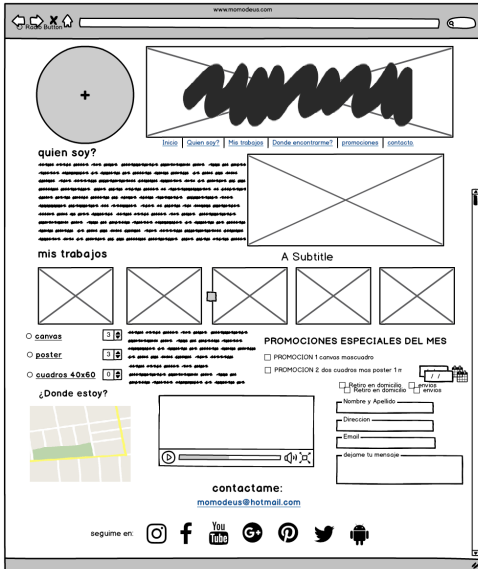 www.momodeus.com
Radio Button
Inicio Quien soy? Mis trabajos Donde encontrarme? promociones contacto
quien soy?
mis trabajos
A Subtitle
canvas 3
poster 3
cuadros 40x60 0
PROMOCIONES ESPECIALES DEL MES
PROMOCION 1 canvas mascuadro
PROMOCION 2 dos cuadros mas poster 1
/ /
Retiro en domicilio envios
Retiro en domicilio envios
¿Donde estoy?
Nombre y Apellido
Direccion
Email
dejame tu mensaje
contactame:
momodeus@hotmail.com
seguime en:
You
Tube
G+